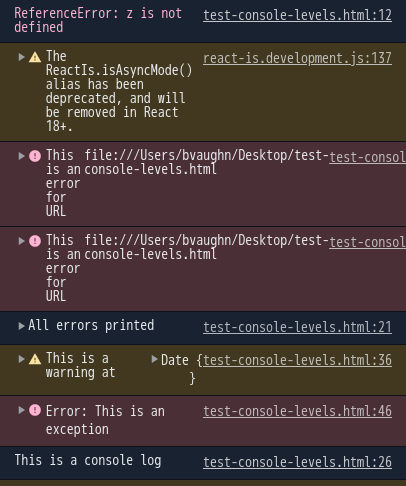 ReferenceError: z is not test-console-levels.html:12
defined
The react-is.development.js:137
ReactIs.isAsyncMode()
alias has been
deprecated, and will
be removed in React
18+.
This file:///Users/bvaughn/Desktop/test- test-consol
is an console-levels.html
error
for
URL
This file:///Users/bvaughn/Desktop/test- test-consol
is an console-levels.html
error
for
URL
All errors printed test-console-levels.html:21
This is a Date { test-console-levels.html:36
warning at }
Error: This is an test-console-levels.html:46
exception
This is a console log test-console-levels.html:26